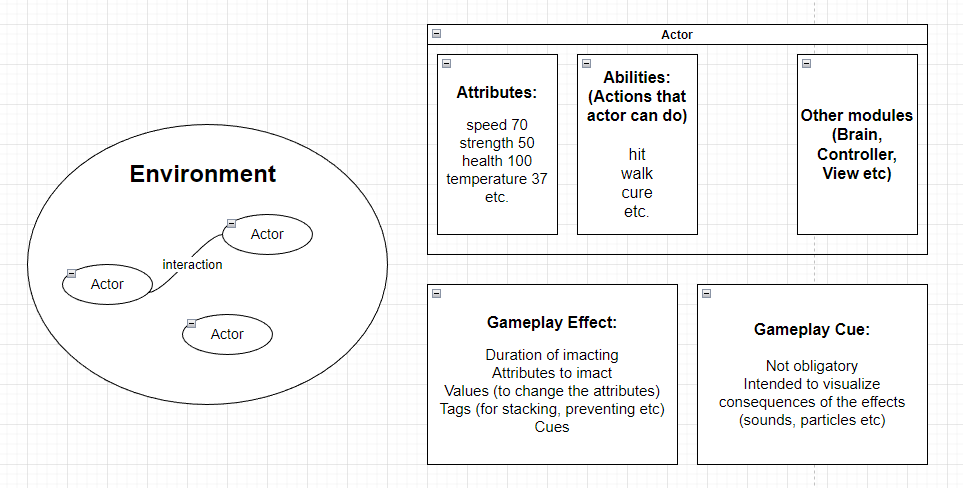 Environment
Actor
interaction
Actor
Actor
Actor
Attributes:
speed 70
strength 50
health 100
temperature 37
etc.
Abilities:
(Actions that
actor can do)
hit
walk
cure
etc.
Other modules
(Brain,
Controller,
View etc)
Gameplay Effect:
Duration of imacting
Attributes to imact
Values (to change the attributes)
Tags (for stacking, preventing etc)
Cues
Gameplay Cue:
Not obligatory
Intended to visualize
consequences of the effects
(sounds, particles etc)